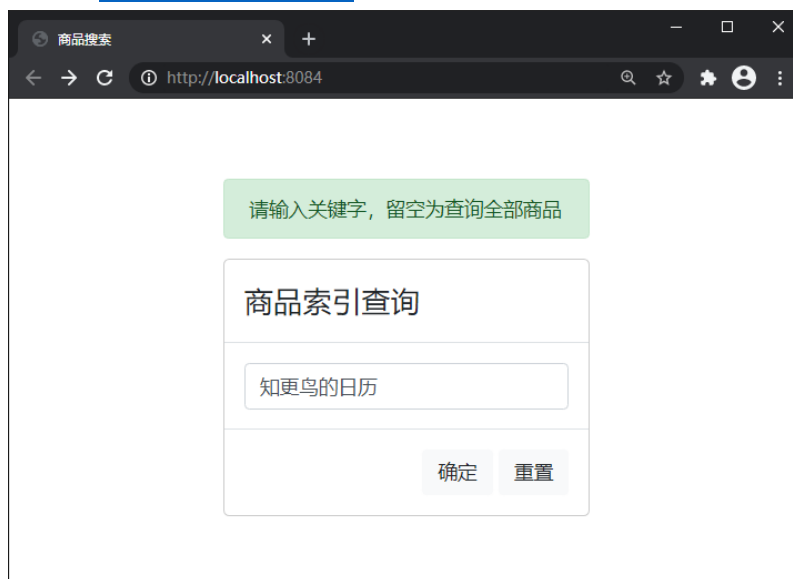 商品搜索
http://localhost:8084
请输入关键字，留空为查询全部商品
商品索引查询
知更鸟的日历
确定 重置